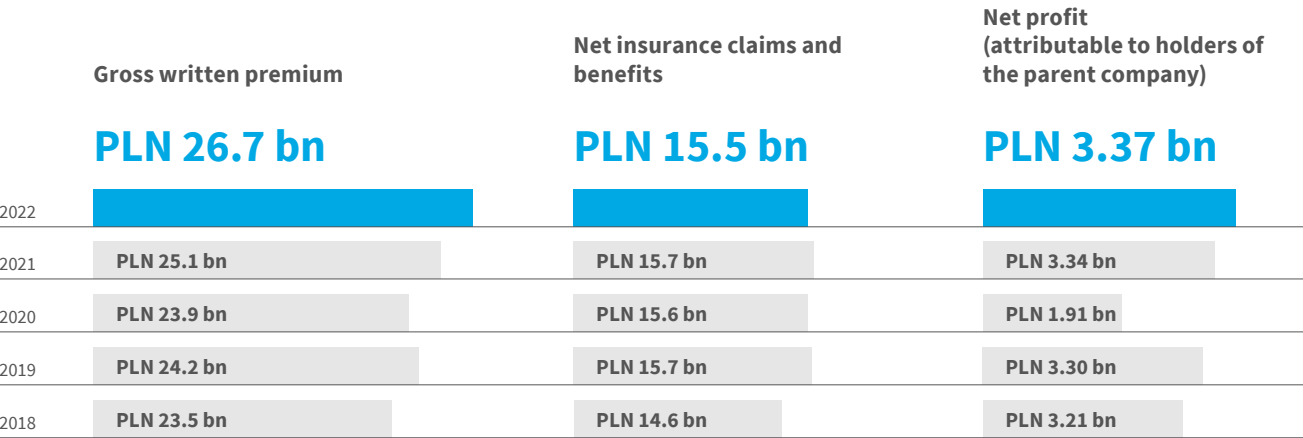 Gross written premium
Net insurance claims and
benefits
Net profit
(attributable to holders of
the parent company)
PLN 26.7 bn
PLN 15.5 bn
PLN 3.37 bn
2022
2021
PLN 25.1 bn
PLN 15.7 bn
PLN 3.34 bn
2020
PLN 23.9 bn
PLN 15.6 bn
PLN 1.91 bn
2019
PLN 24.2 bn
PLN 15.7 bn
PLN 3.30 bn
2018
PLN 23.5 bn
PLN 14.6 bn
PLN 3.21 bn